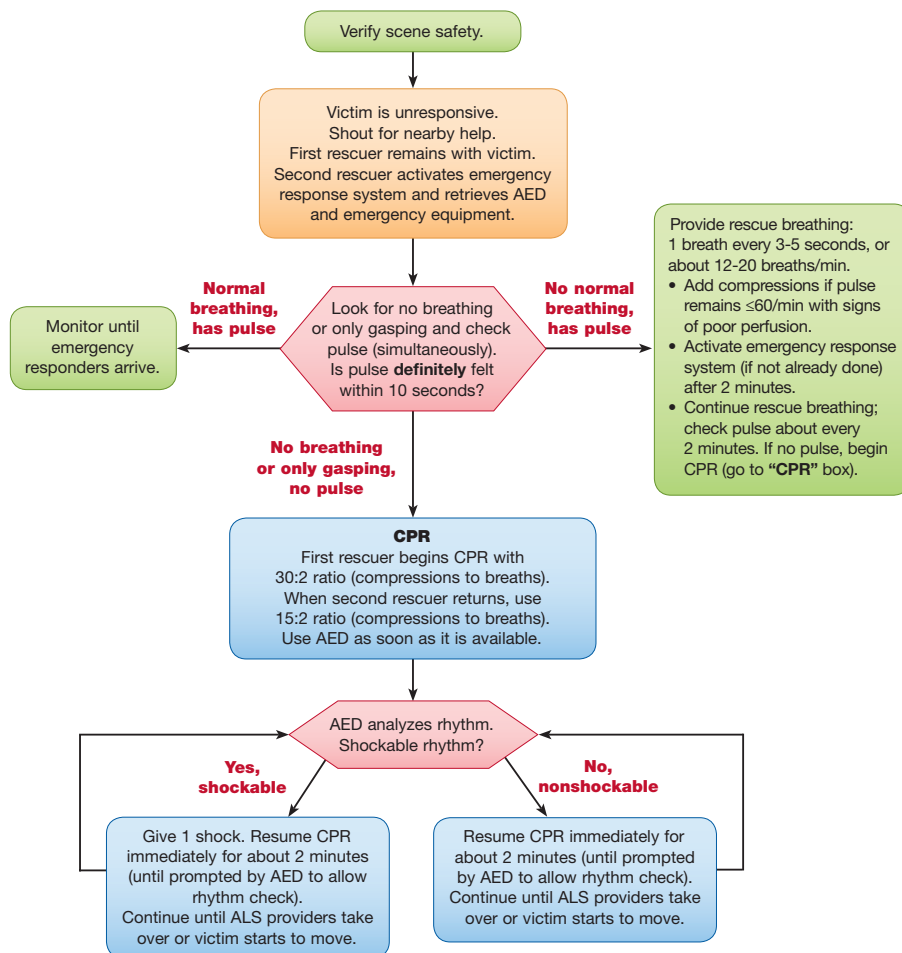 Verify scene safety.
Victim is unresponsive.
Shout for nearby help.
First rescuer remains with victim.
Second rescuer activates emergency
response system and retrieves AED
and emergency equipment.
Normal
breathing,
has pulse
Monitor until
emergency
responders arrive.
Look for no breathing
or only gasping and check
pulse (simultaneously).
Is pulse definitely felt
within 10 seconds?
No normal
breathing,
has pulse
Provide rescue breathing:
1 breath every 3-5 seconds, or
about 12-20 breaths/min.
• Add compressions if pulse
remains ≤60/min with signs
of poor perfusion.
• Activate emergency response
system (if not already done)
after 2 minutes.
• Continue rescue breathing;
check pulse about every
2 minutes. If no pulse, begin
CPR (go to “CPR” box).
No breathing
or only gasping,
no pulse
CPR
First rescuer begins CPR with
30:2 ratio (compressions to breaths).
When second rescuer returns, use
15:2 ratio (compressions to breaths).
Use AED as soon as it is available.
AED analyzes rhythm.
Shockable rhythm?
Yes,
shockable
No,
nonshockable
Give 1 shock. Resume CPR
immediately for about 2 minutes
(until prompted by AED to allow
rhythm check).
Continue until ALS providers take
over or victim starts to move.
Resume CPR immediately for
about 2 minutes (until prompted
by AED to allow rhythm check).
Continue until ALS providers take
over or victim starts to move.